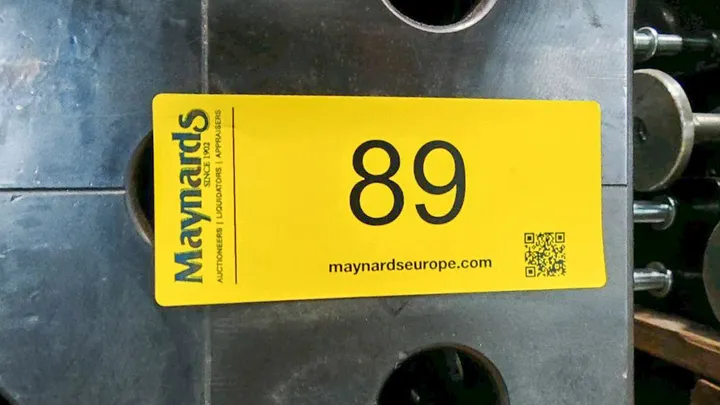 Maynards
SINCE 1902
AUCTIONEERS | LIQUIDATORS | APPRAISERS
89
maynardseurope.com